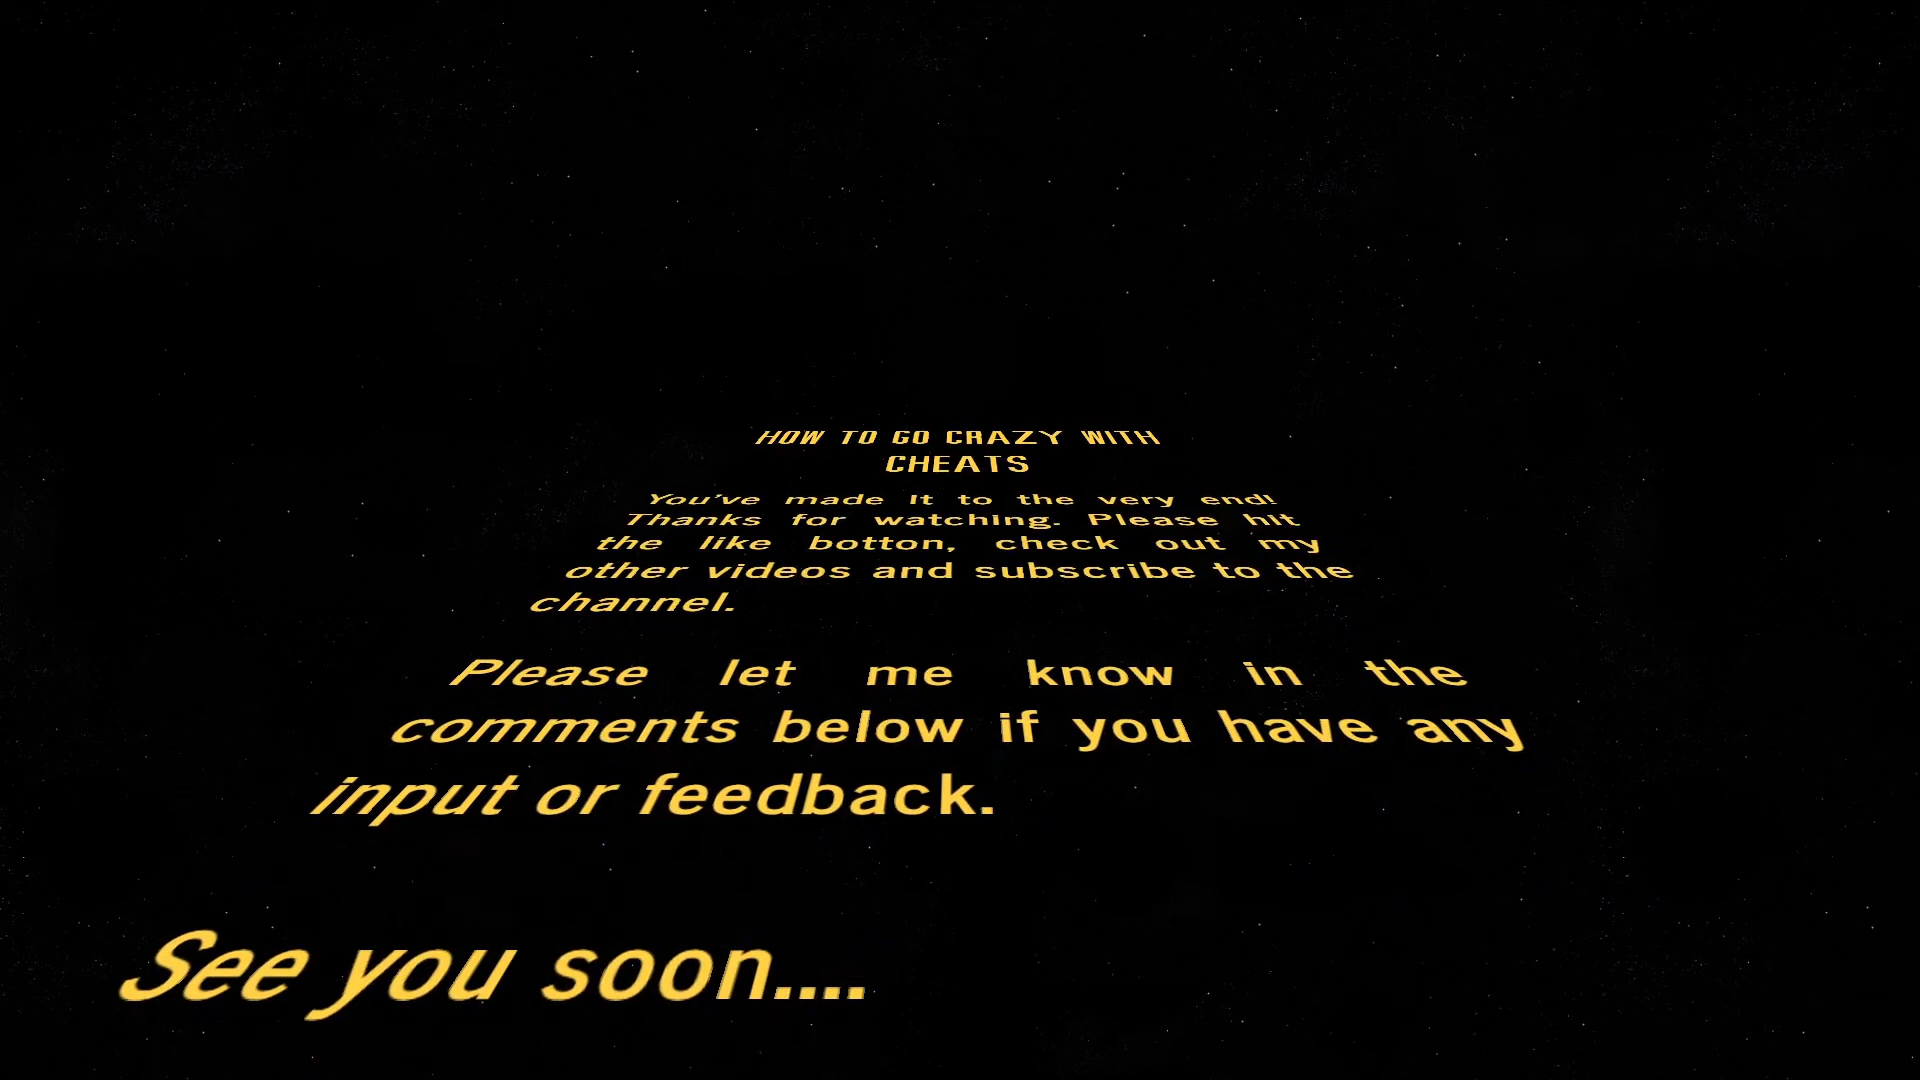 HOW TO GO CRAZY WITH
CHEATS
You've made it to the very end!
Thanks for watching. Please hit
the like botton, check out my
other videos and subscribe to the
channel.
Please let me know in the
comments below if you have any
input or feedback.
See you soon....